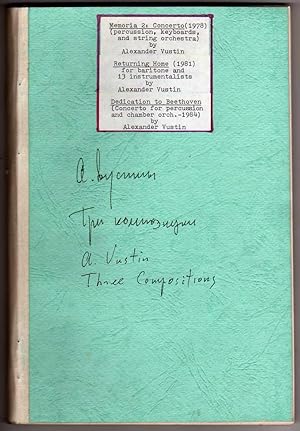 Memoria 2: Concerto(1978)
(percussion, keyboards,
and string orchestra)
by
Alexander Vustin
Returning Home (1981)
for baritone and
13 instrumentalists
by
Alexander Vustin
Dedication to Beethoven
(Concerto for percussion
and chamber orch.-1984)
by
Alexander Vustin
А. Вустин
Три композиции
A. Vustin
Three Compositions